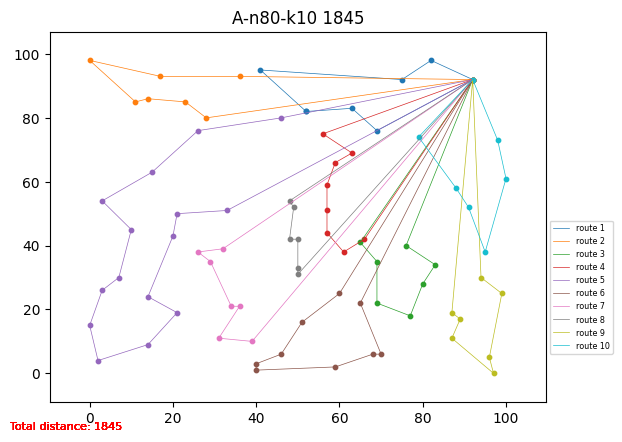 A-n80-k10 1845
100
80
60
40
20
0
0
20
40
60
80
100
route 1
route 2
route 3
route 4
route 5
route 6
route 7
route 8
route 9
route 10
Total distance: 1845